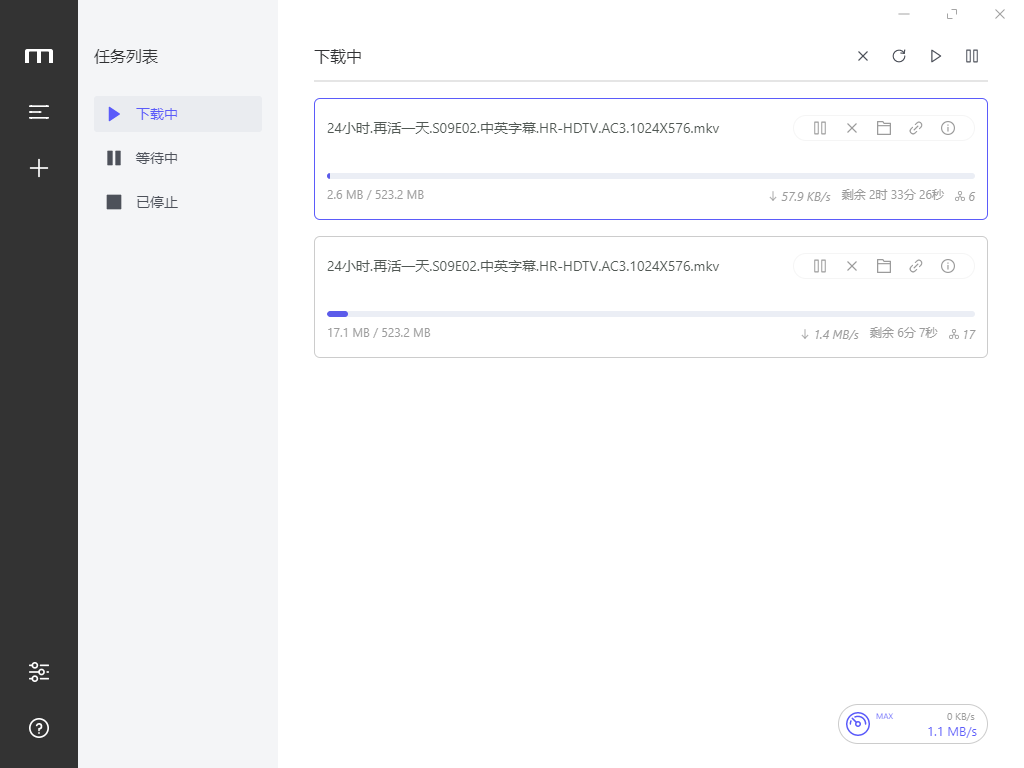 任务列表
下载中
等待中
已停止
下载中
24小时.再活一天.S09E02.中英字幕.HR-HDTV.AC3.1024X576.mkv
2.6 MB / 523.2 MB
↓ 57.9 KB/s 剩余 2时 33分 26秒 6
24小时.再活一天.S09E02.中英字幕.HR-HDTV.AC3.1024X576.mkv
17.1 MB / 523.2 MB
↓ 1.4 MB/s 剩余 6分 7秒 17
MAX 0 KB/s
1.1 MB/s